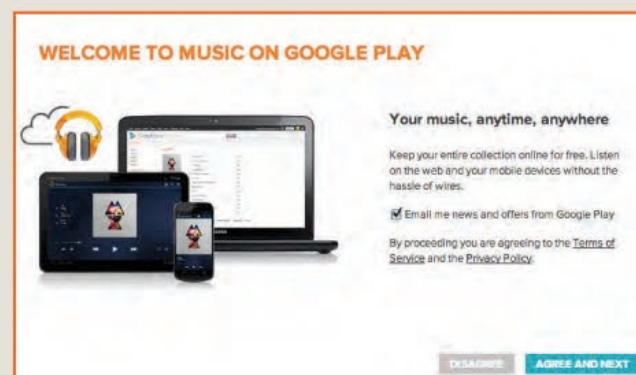 WELCOME TO MUSIC ON GOOGLE PLAY
Your music, anytime, anywhere
Keep your entire collection online for free. Listen
on the web and your mobile devices without the
hassle of wires.
Email me news and offers from Google Play
By proceeding you are agreeing to the Terms of
Service and the Privacy Policy.
DISAGREE
AGREE AND NEXT